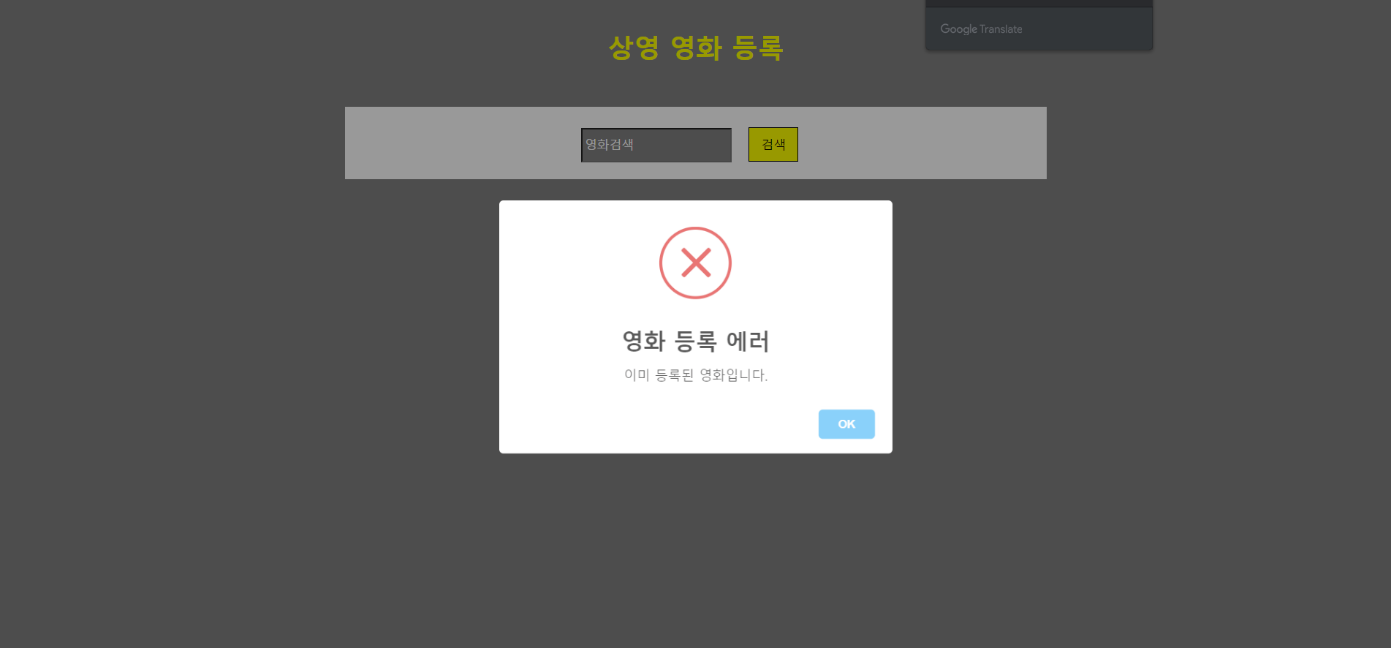 상영 영화 등록
Google Translate
영화검색
검색
영화 등록 에러
이미 등록된 영화입니다.
OK